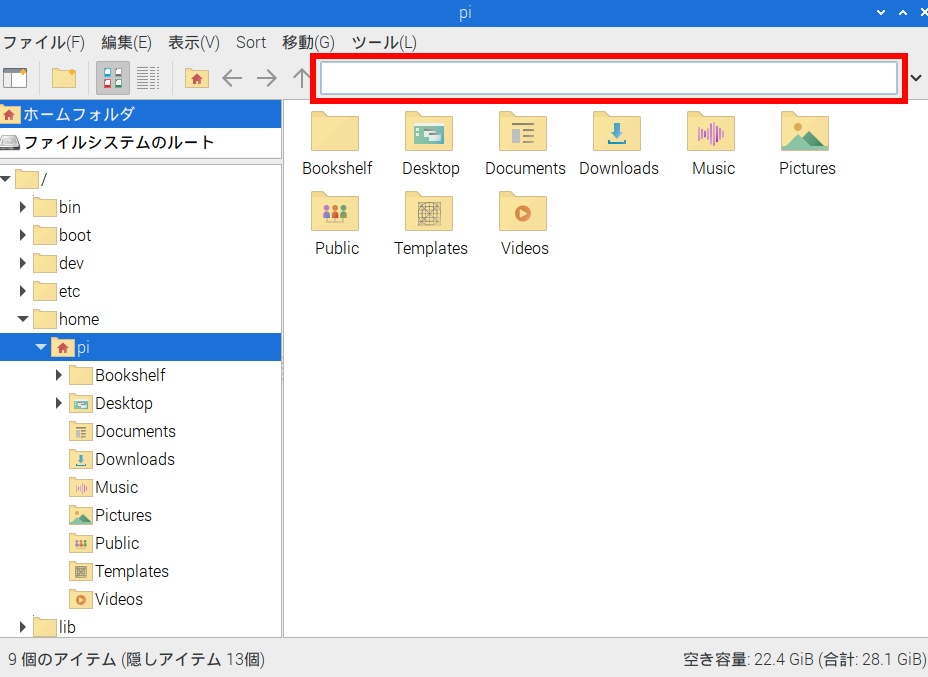 pi
ファイル(F) 編集(E) 表示(V) Sort 移動(G) ツール(L)
ホームフォルダ
ファイルシステムのルート
/
bin
boot
dev
etc
home
pi
Bookshelf
Desktop
Documents
Downloads
Music
Pictures
Public
Templates
Videos
lib
Bookshelf Desktop Documents Downloads Music Pictures
Public Templates Videos
9 個のアイテム (隠しアイテム 13個) 空き容量: 22.4 GiB (合計: 28.1 GiB)